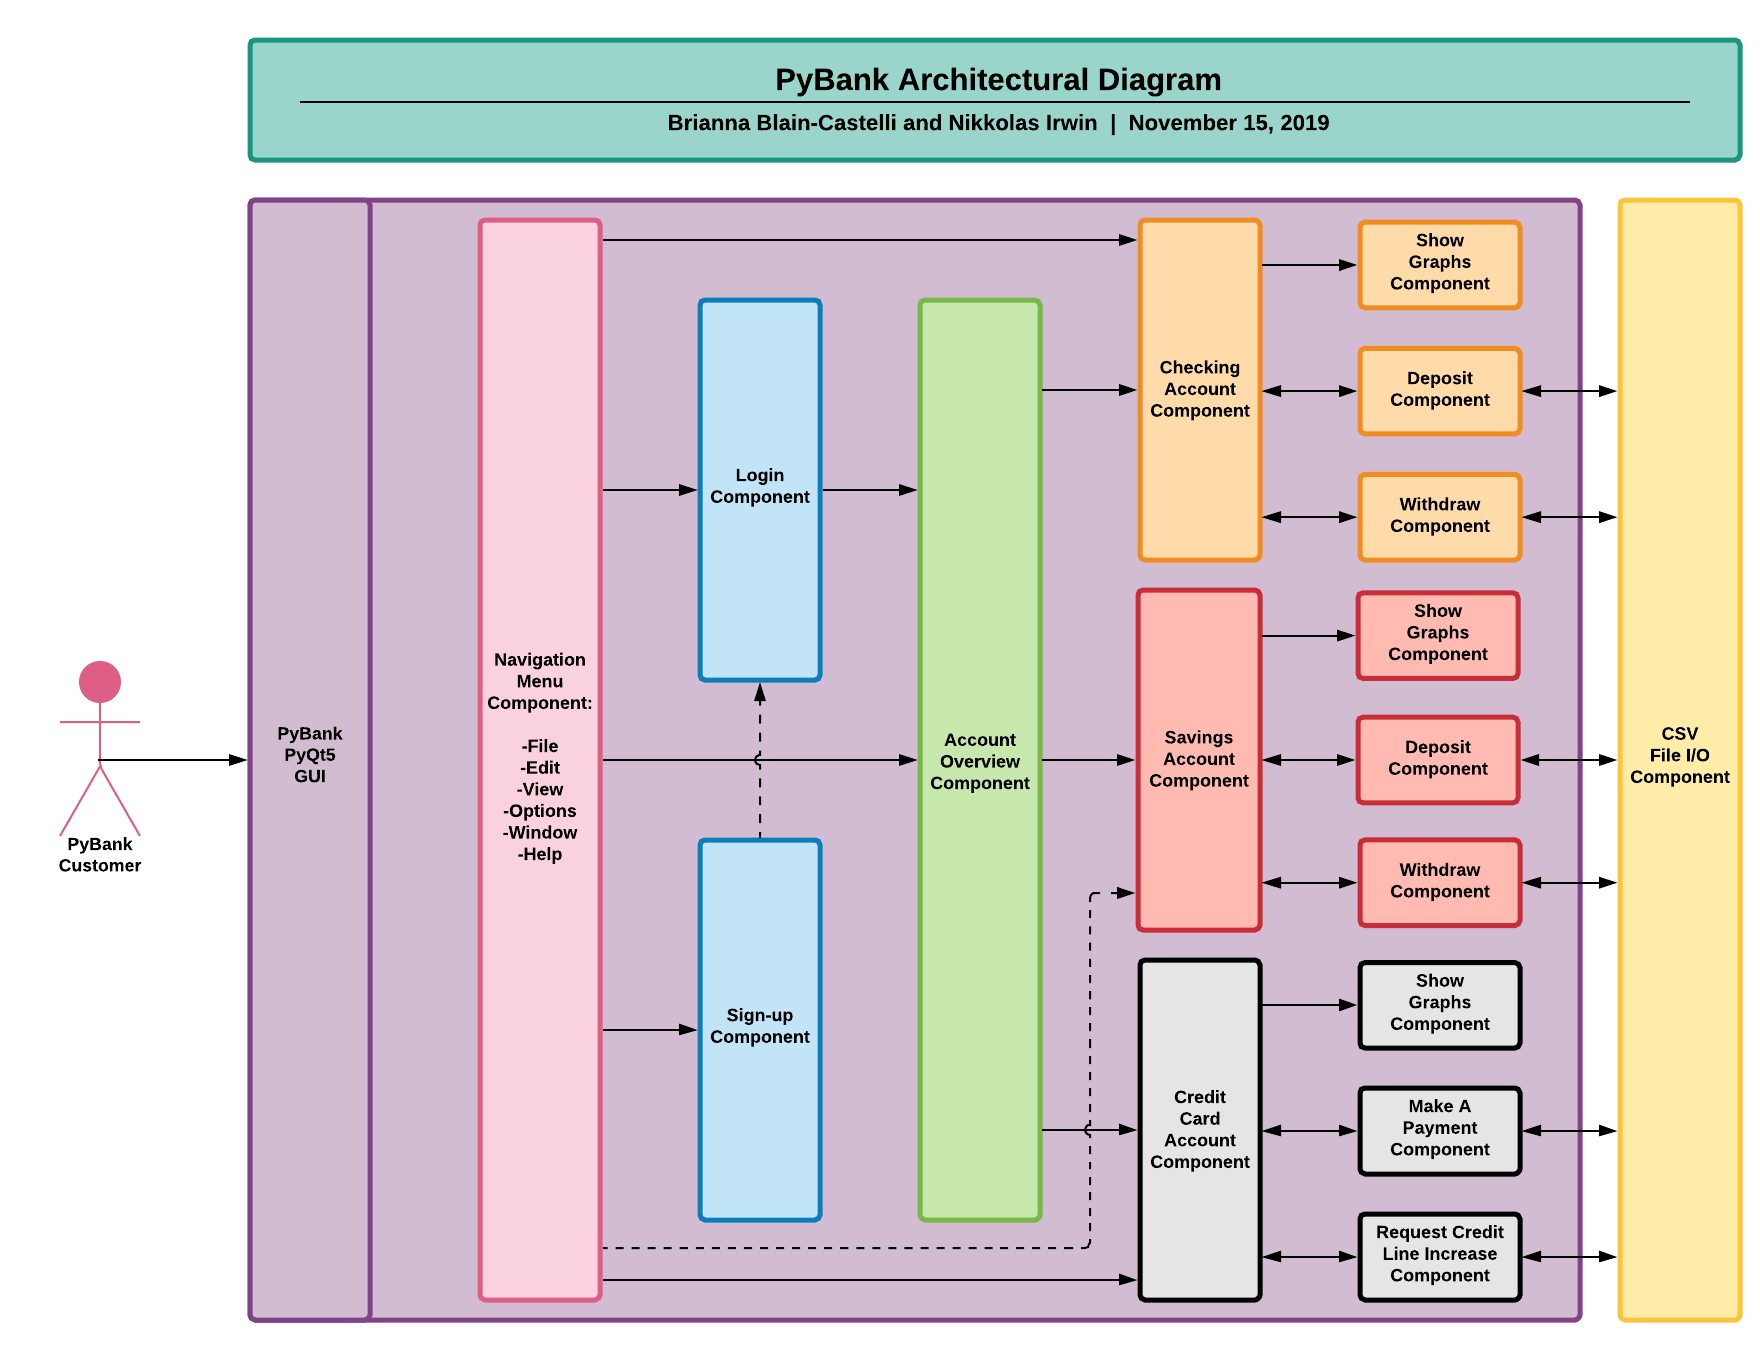 PyBank Architectural Diagram
Brianna Blain-Castelli and Nikkolas Irwin | November 15, 2019
PyBank
Customer
PyBank
PyQt5
GUI
Navigation
Menu
Component:
-File
-Edit
-View
-Options
-Window
-Help
Login
Component
Sign-up
Component
Account
Overview
Component
Checking
Account
Component
Show
Graphs
Component
Deposit
Component
Withdraw
Component
Savings
Account
Component
Show
Graphs
Component
Deposit
Component
Withdraw
Component
Credit
Card
Account
Component
Show
Graphs
Component
Make A
Payment
Component
Request Credit
Line Increase
Component
CSV
File I/O
Component